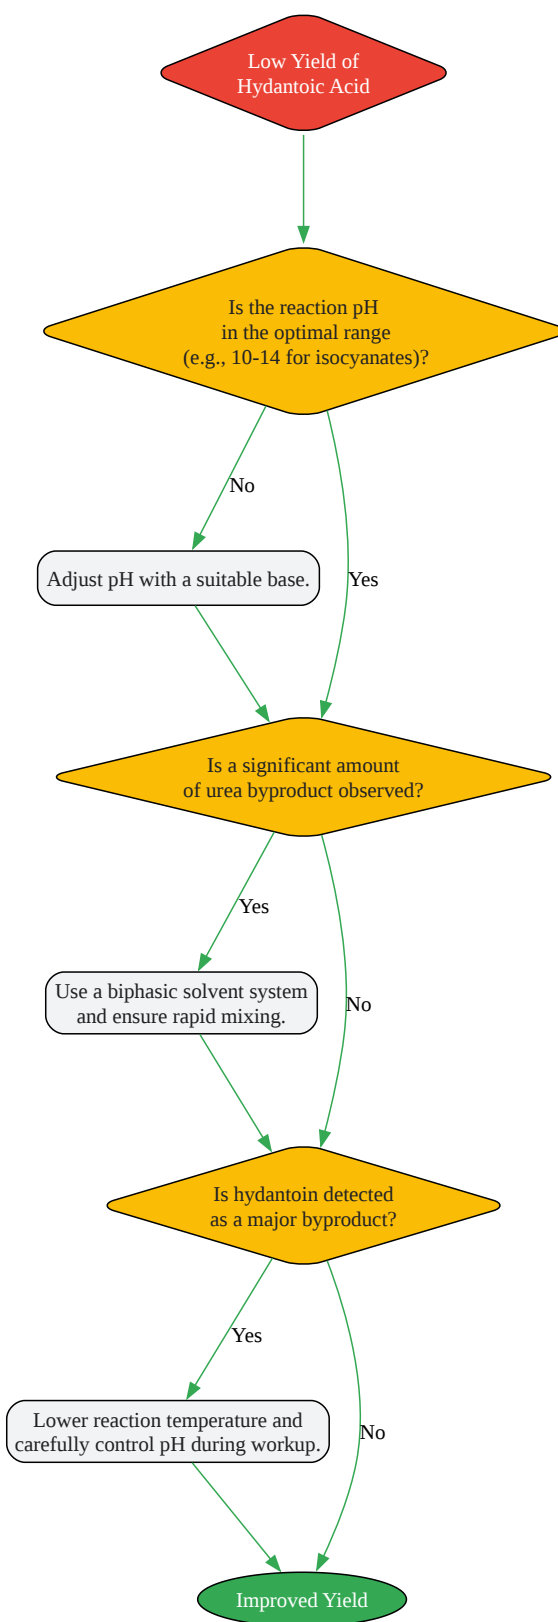 Low Yield of
Hydantoic Acid
Is the reaction pH
in the optimal range
(e.g., 10-14 for isocyanates)?
No
Adjust pH with a suitable base.
Yes
Is a significant amount
of urea byproduct observed?
Yes
Use a biphasic solvent system
and ensure rapid mixing.
No
Is hydantoin detected
as a major byproduct?
Yes
Lower reaction temperature and
carefully control pH during workup.
No
Improved Yield